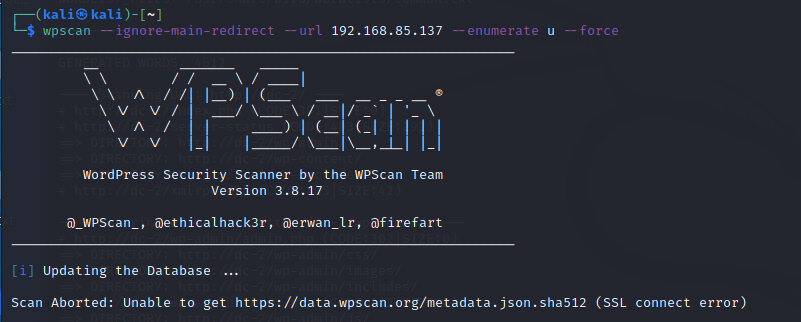 (kali㉿kali)-[~]
$ wpscan --ignore-main-redirect --url 192.168.85.137 --enumerate u --force
WPScan ®
WordPress Security Scanner by the WPScan Team
Version 3.8.17
@_WPScan_, @ethicalhack3r, @erwan_lr, @firefart
[i] Updating the Database ...
Scan Aborted: Unable to get https://data.wpscan.org/metadata.json.sha512 (SSL connect error)